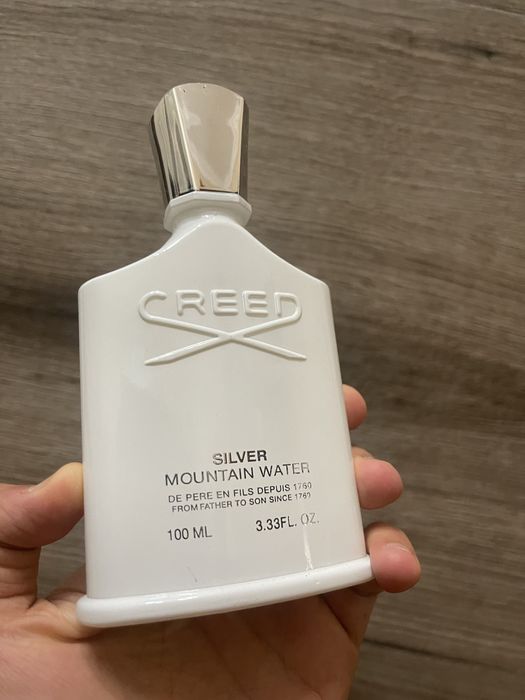 CREED
SILVER
MOUNTAIN WATER
DE PERE EN FILS DEPUIS 1760
FROM FATHER TO SON SINCE 1760
100 ML 3.33FL. OZ.